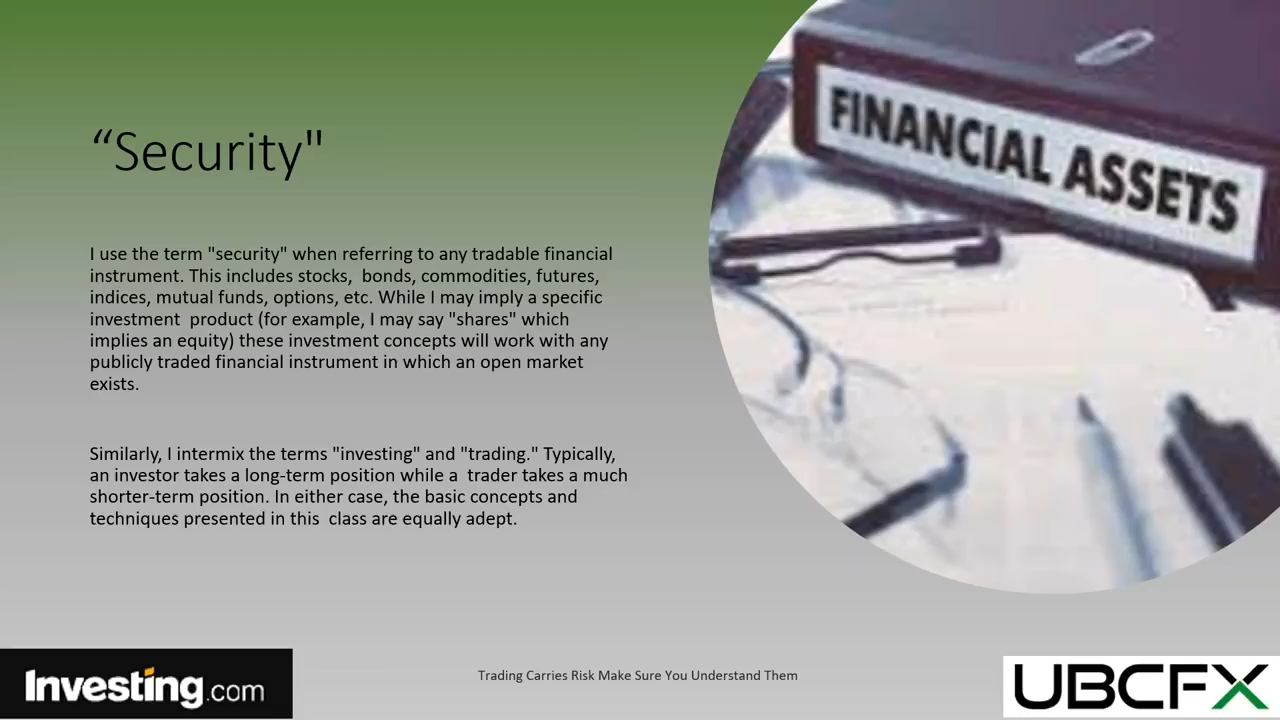 “Security"
FINANCIAL ASSETS
I use the term "security" when referring to any tradable financial
instrument. This includes stocks,  bonds, commodities, futures,
indices, mutual funds, options, etc. While I may imply a specific
investment  product (for example, I may say "shares" which
implies an equity) these investment concepts will work with any
publicly traded financial instrument in which an open market
exists.
Similarly, I intermix the terms "investing" and "trading." Typically,
an investor takes a long-term position while a  trader takes a much
shorter-term position. In either case, the basic concepts and
techniques presented in this  class are equally adept.
Investing.com
Trading Carries Risk Make Sure You Understand Them
UBCFX